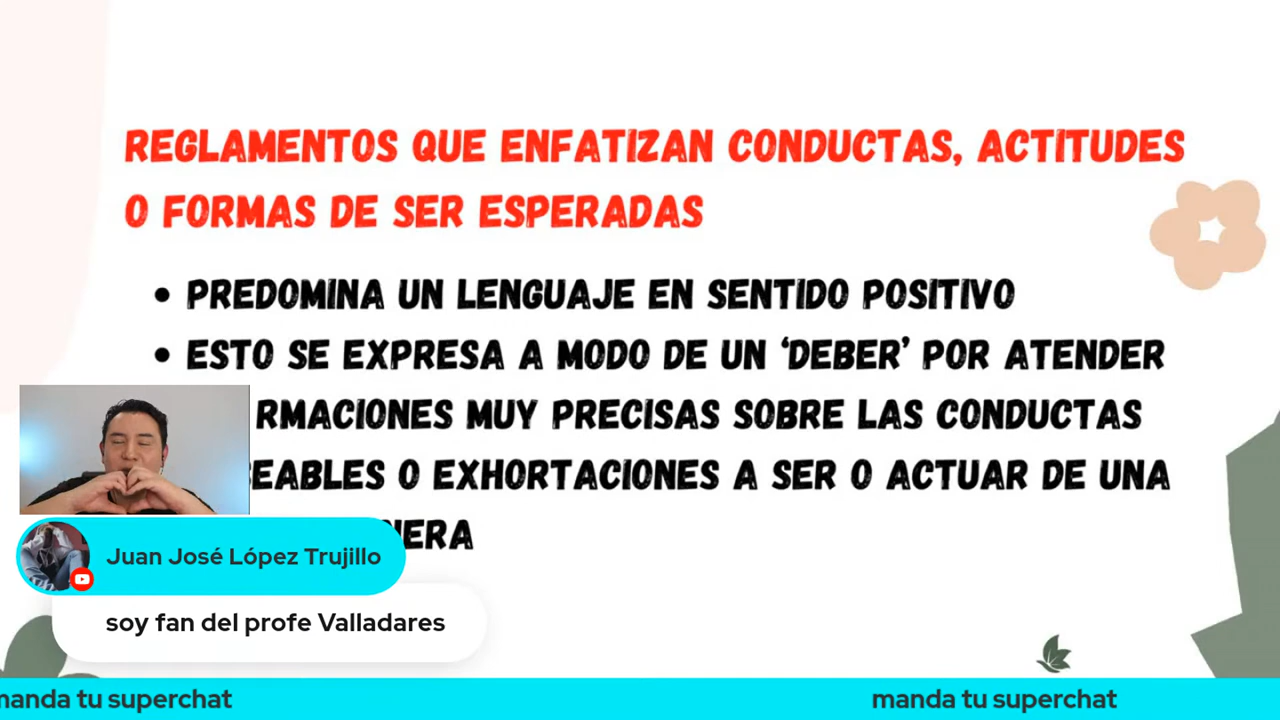 REGLAMENTOS QUE ENFATIZAN CONDUCTAS, ACTITUDES
O FORMAS DE SER ESPERADAS
• PREDOMINA UN LENGUAJE EN SENTIDO POSITIVO
• ESTO SE EXPRESA A MODO DE UN ‘DEBER’ POR ATENDER
RMACIONES MUY PRECISAS SOBRE LAS CONDUCTAS
SEABLES O EXHORTACIONES A SER O ACTUAR DE UNA
NERA
Juan José López Trujillo
soy fan del profe Valladares
manda tu superchat manda tu superchat